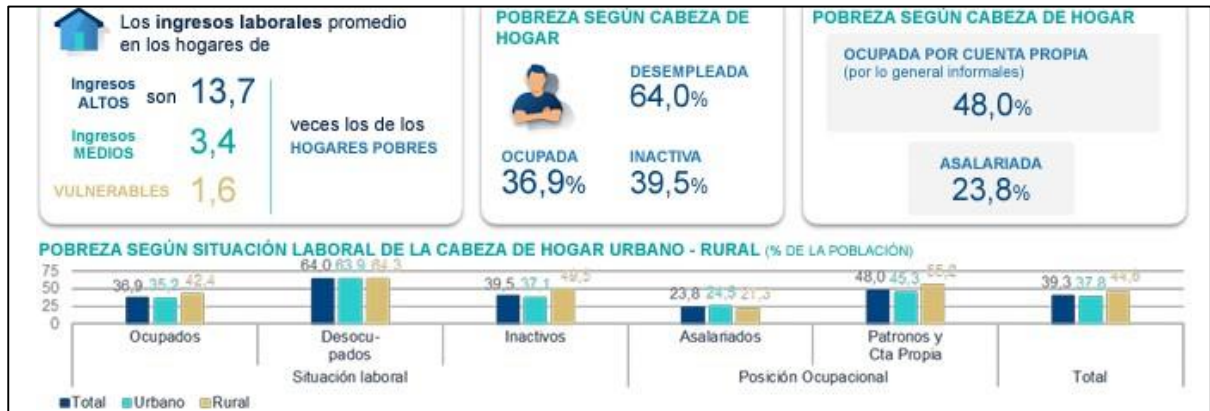 Los ingresos laborales promedio
en los hogares de
Ingresos
ALTOS son 13,7
Ingresos
MEDIOS 3,4
VULNERABLES 1,6
veces los de los
HOGARES POBRES
POBREZA SEGÚN CABEZA DE
HOGAR
DESEMPLEADA
64,0%
OCUPADA
36,9%
INACTIVA
39,5%
POBREZA SEGÚN CABEZA DE HOGAR
OCUPADA POR CUENTA PROPIA
(por lo general informales)
48,0%
ASALARIADA
23,8%
POBREZA SEGÚN SITUACIÓN LABORAL DE LA CABEZA DE HOGAR URBANO - RURAL (% DE LA POBLACIÓN)
75
50
25
0
36,9 35,2 42,4
64,0 63,9 64,3
39,5 37,1
23,8 24,5 21,3
48,0 45,3 55,2
39,3 37,8 44,6
Ocupados
Desocu-
pados
Inactivos
Asalariados
Patronos y
Cta Propia
Situación laboral
Posición Ocupacional
Total
Total Urbano Rural